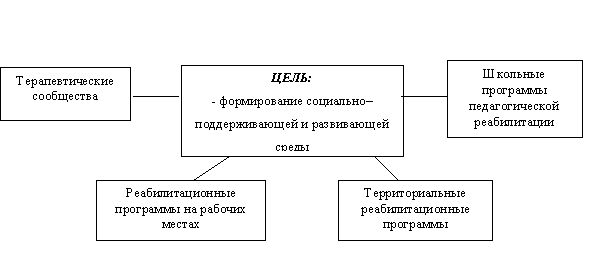 Терапевтические
сообщества
ЦЕЛЬ:
- формирование социально–
поддерживающей и развивающей
среды
Школьные
программы
педагогической
реабилитации
Реабилитационные
программы на рабочих
местах
Территориальные
реабилитационные
программы